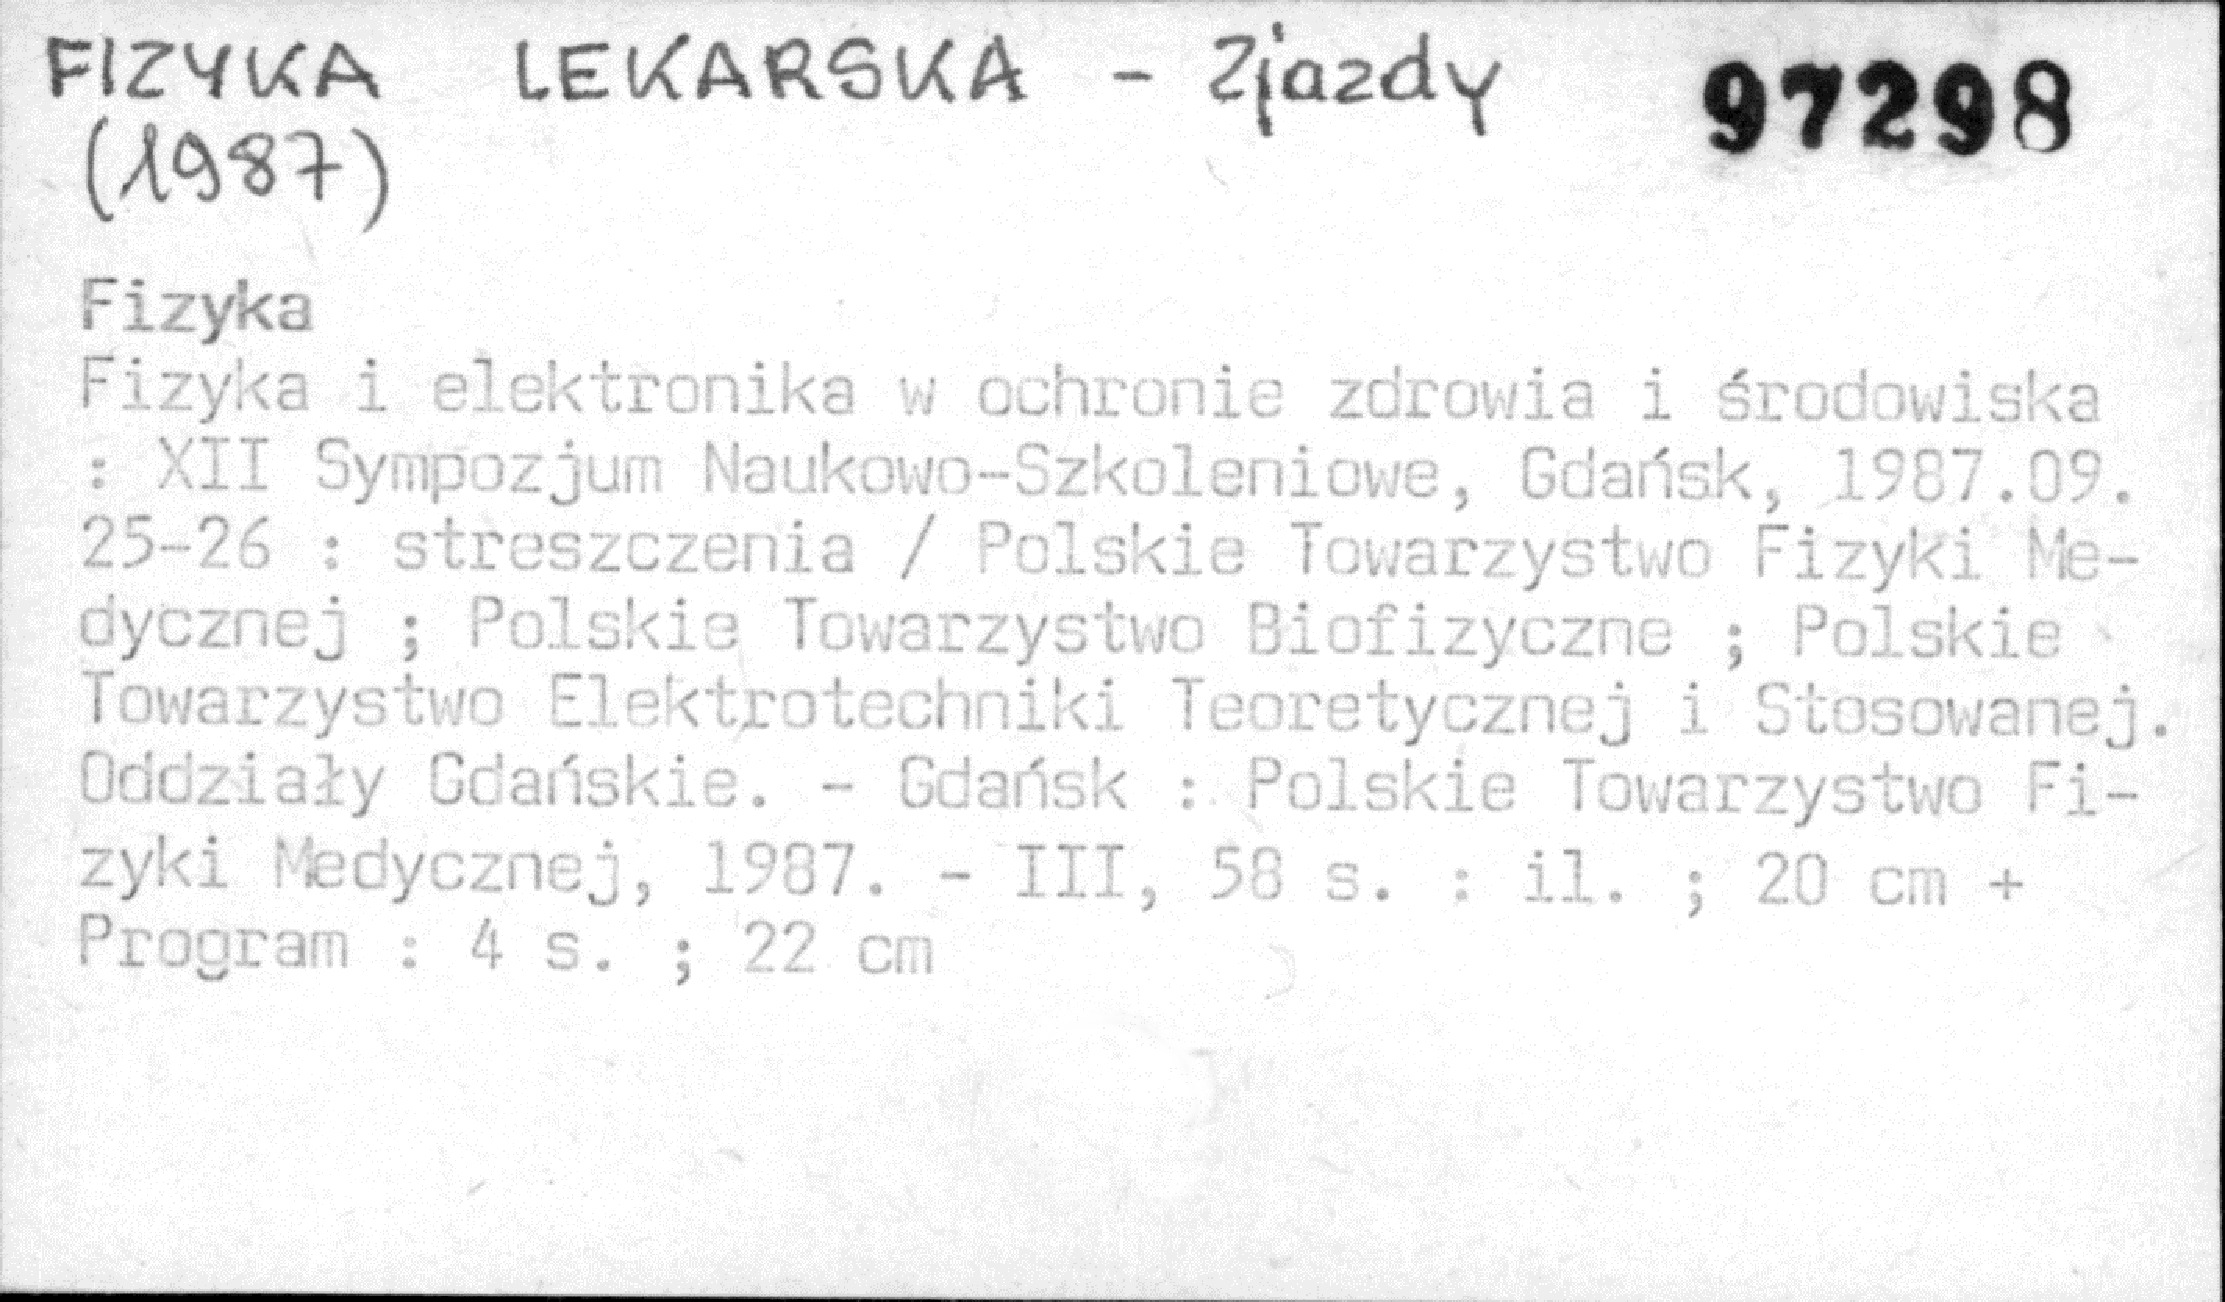 FIZYKA LEKARSKA - Zjazdy 97298
(1987)
Fizyka
Fizyka i elektronika w ochronie zdrowia i środowiska
: XII Sympozjum Naukowo-Szkoleniowe, Gdańsk, 1987.09.
25-26 : streszczenia / Polskie Towarzystwo Fizyki Me-
dycznej ; Polskie Towarzystwo Biofizyczne ; Polskie
Towarzystwo Elektrotechniki Teoretycznej i Stosowanej.
Oddziały Gdańskie. - Gdańsk : Polskie Towarzystwo Fi-
zyki Medycznej, 1987. - III, 58 s. : il. ; 20 cm +
Program : 4 s. ; 22 cm